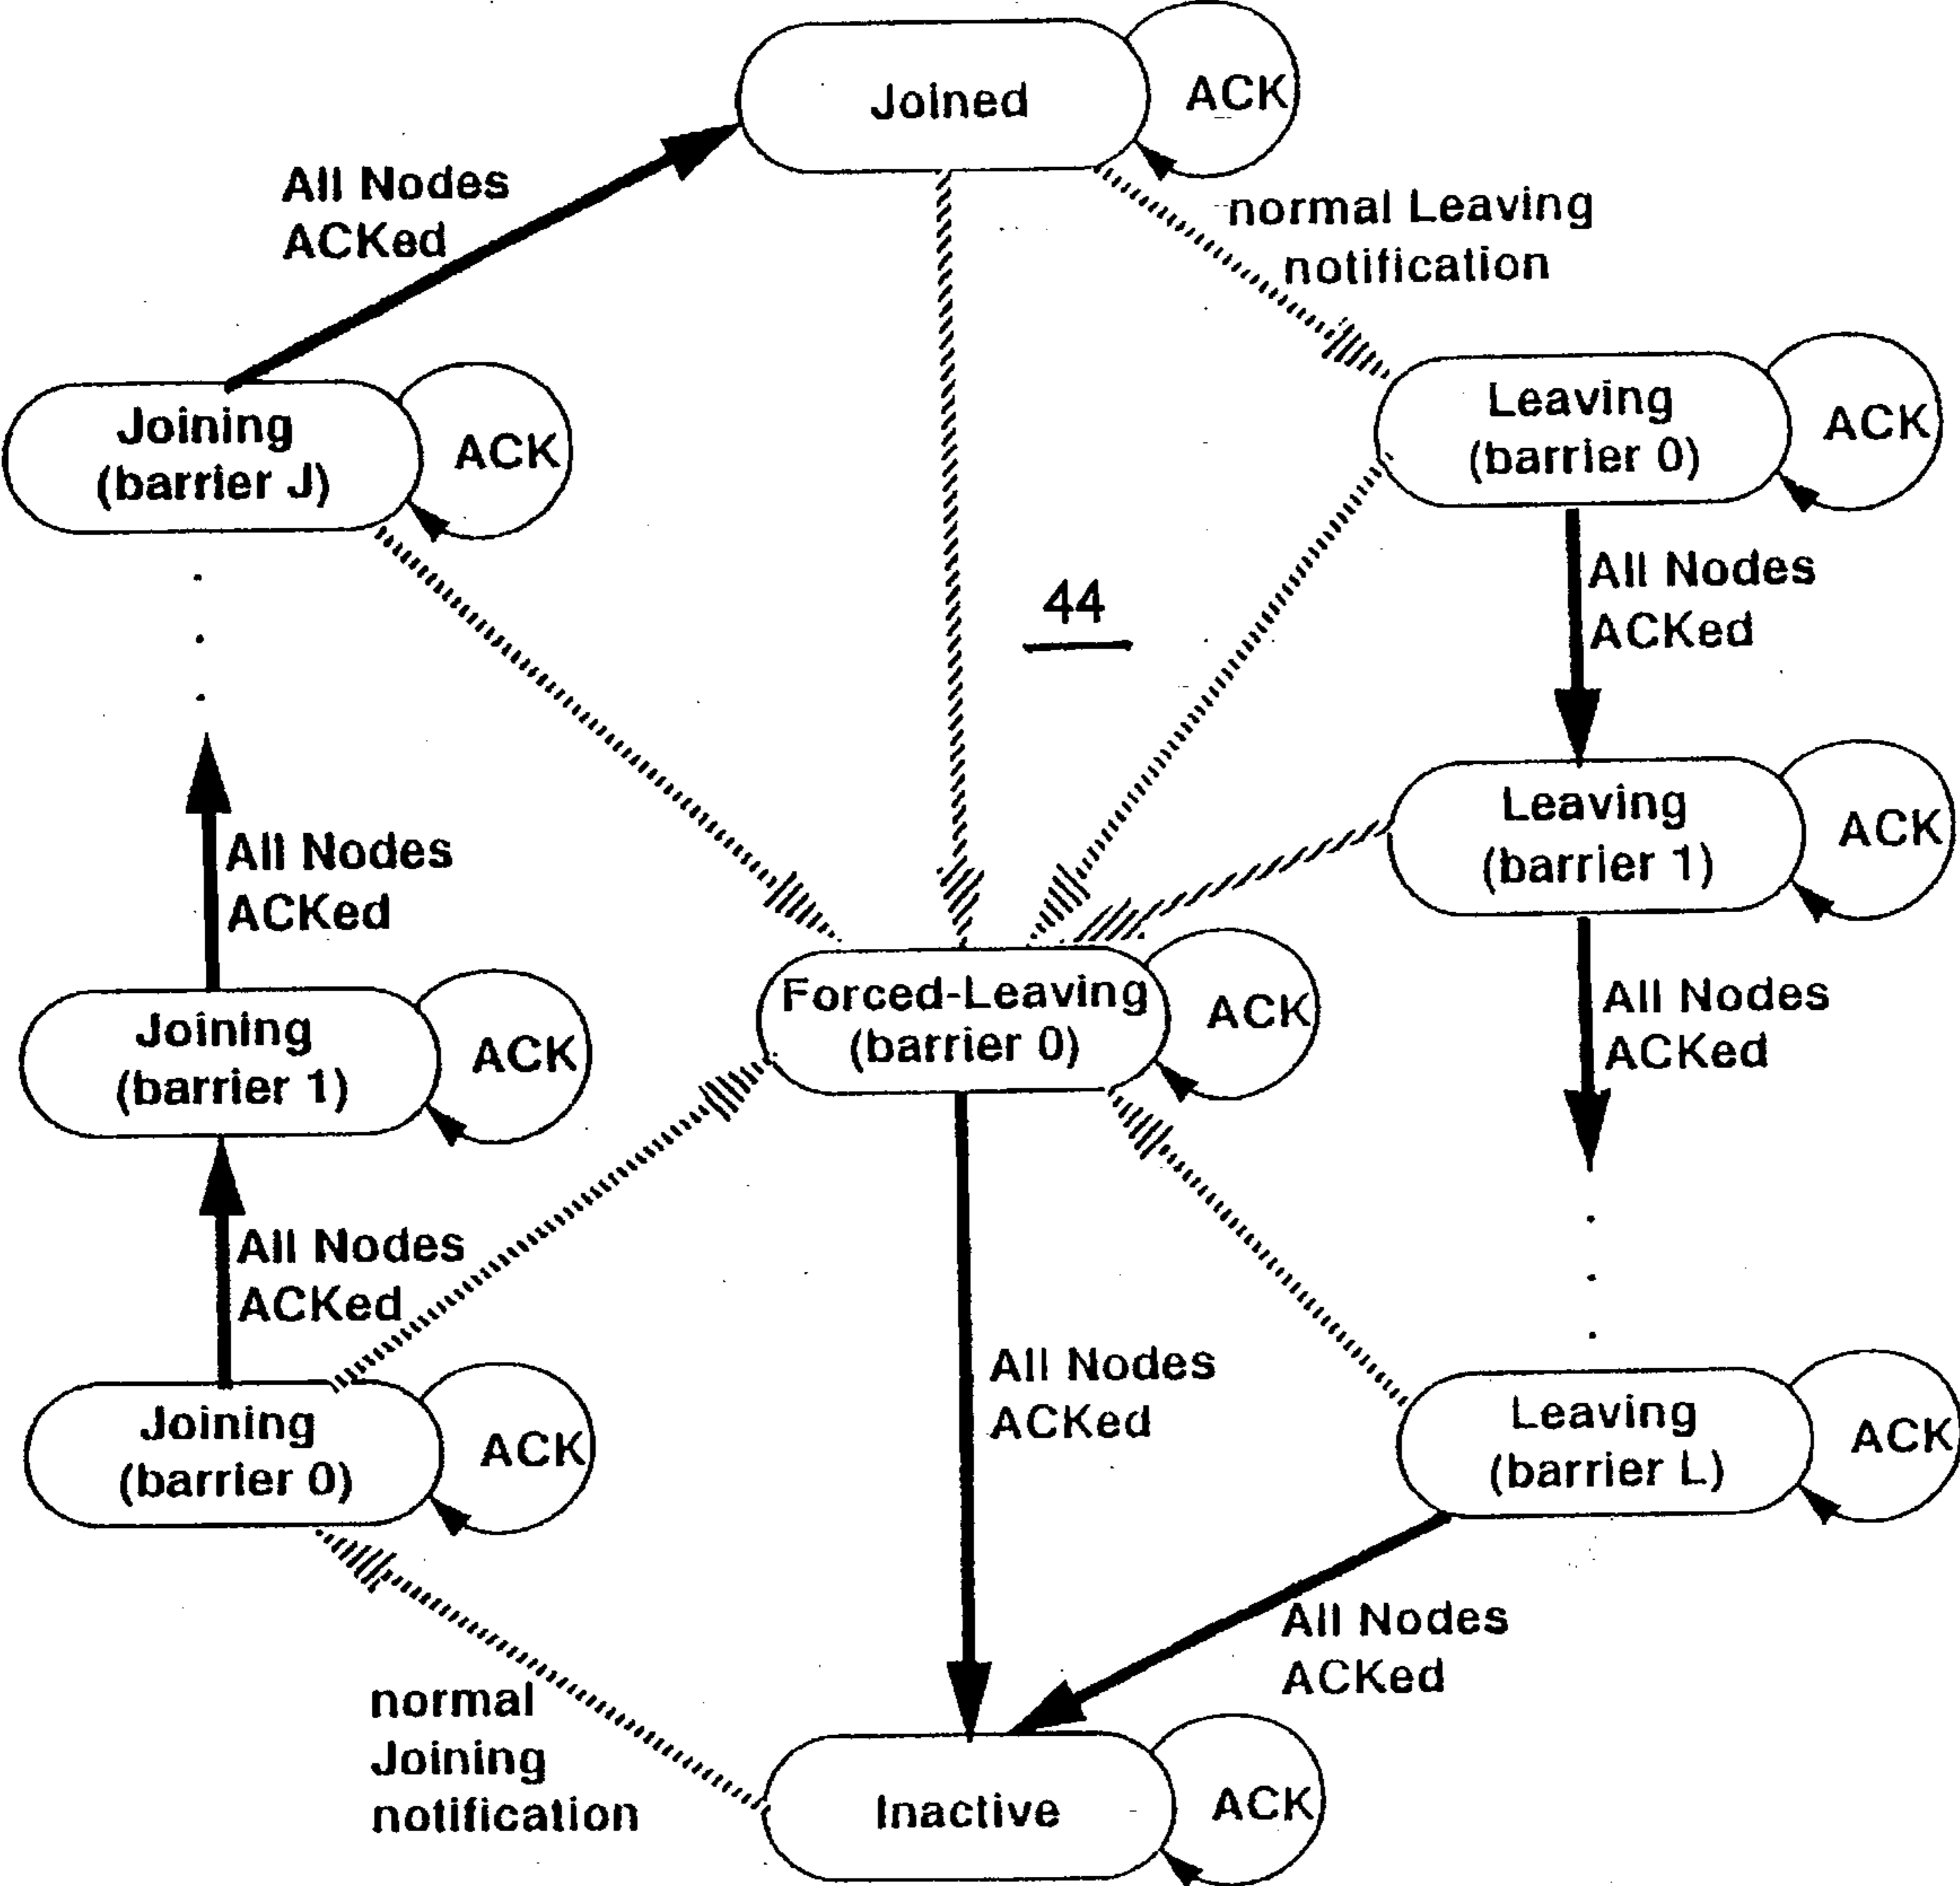 Joined
ACK
All Nodes
ACKed
normal Leaving
notification
Joining
(barrier J)
ACK
Leaving
(barrier 0)
ACK
44
All Nodes
ACKed
Leaving
(barrier 1)
ACK
All Nodes
ACKed
Forced-Leaving
(barrier 0)
ACK
All Nodes
ACKed
Joining
(barrier 1)
ACK
All Nodes
ACKed
All Nodes
ACKed
Joining
(barrier 0)
ACK
Leaving
(barrier L)
ACK
All Nodes
ACKed
normal
Joining
notification
Inactive
ACK